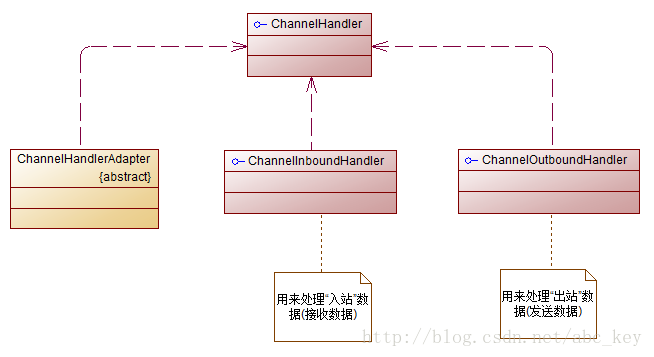 ChannelHandler
ChannelHandlerAdapter
{abstract}
ChannelInboundHandler
ChannelOutboundHandler
用来处理“入站”数
据(接收数据)
用来处理“出站”数
据(发送数据)
http://blog.csdn.net/abc_key